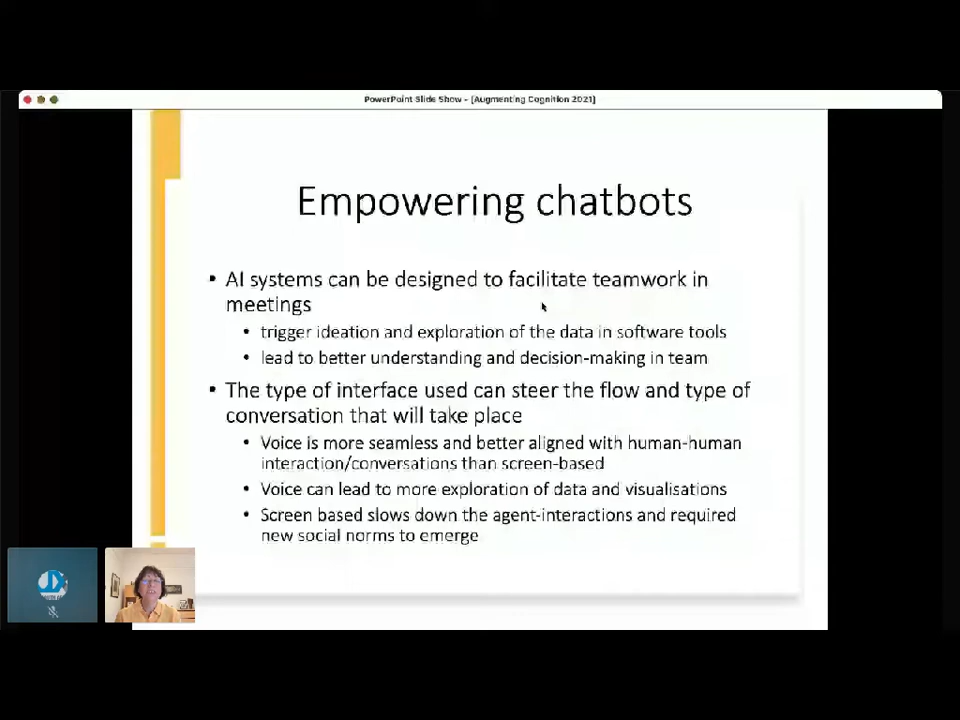 PowerPoint Slide Show - [Augmenting Cognition 2021]
Empowering chatbots
• AI systems can be designed to facilitate teamwork in
meetings
• trigger ideation and exploration of the data in software tools
• lead to better understanding and decision-making in team
• The type of interface used can steer the flow and type of
conversation that will take place
• Voice is more seamless and better aligned with human-human
interaction/conversations than screen-based
• Voice can lead to more exploration of data and visualisations
• Screen based slows down the agent-interactions and required
new social norms to emerge